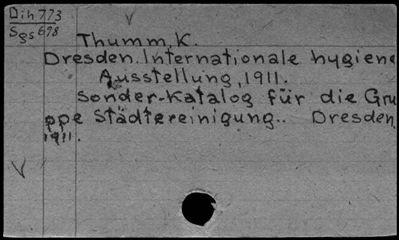 Dih 773
Sgs 678
Thumm, K.
Dresden. Internationale hygiene
Ausstellung, 1911.
Sonder-Katalog für die Gru
ppe Städtereinigung.. Dresden,
1911.